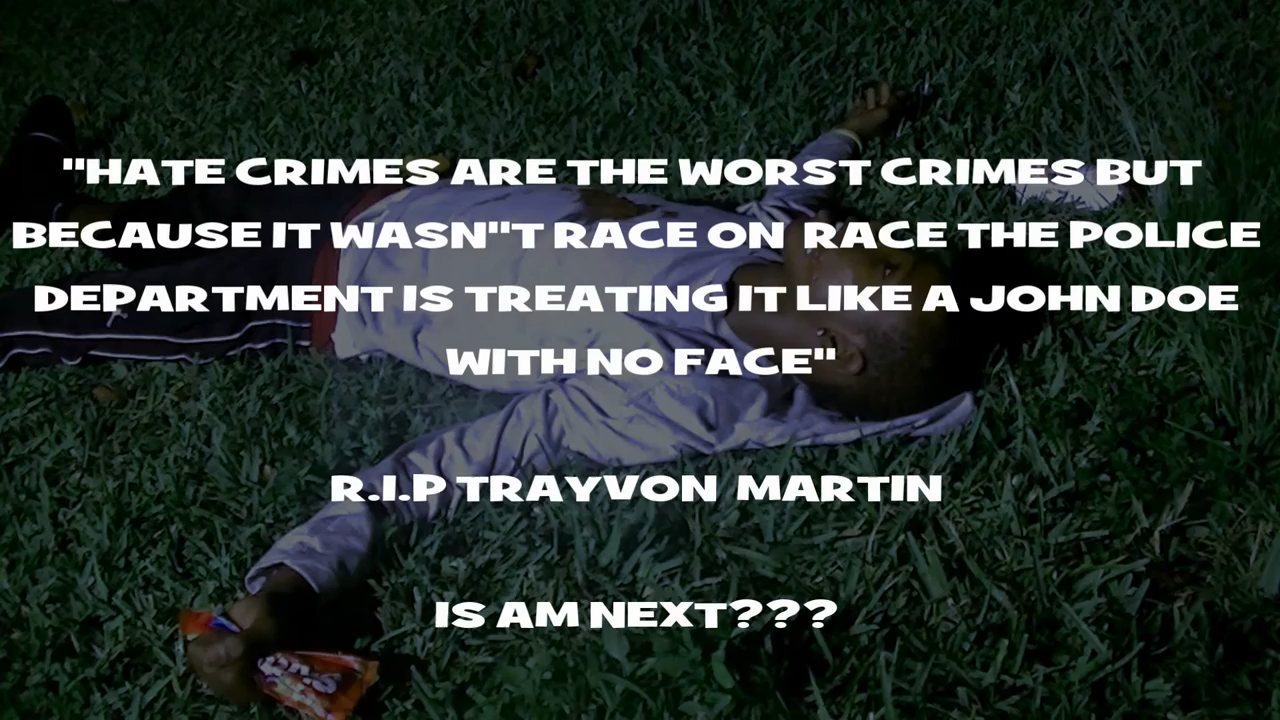 "HATE CRIMES ARE THE WORST CRIMES BUT
BECAUSE IT WASN"T RACE ON RACE THE POLICE
DEPARTMENT IS TREATING IT LIKE A JOHN DOE
WITH NO FACE"
R.I.P TRAYVON MARTIN
IS AM NEXT???